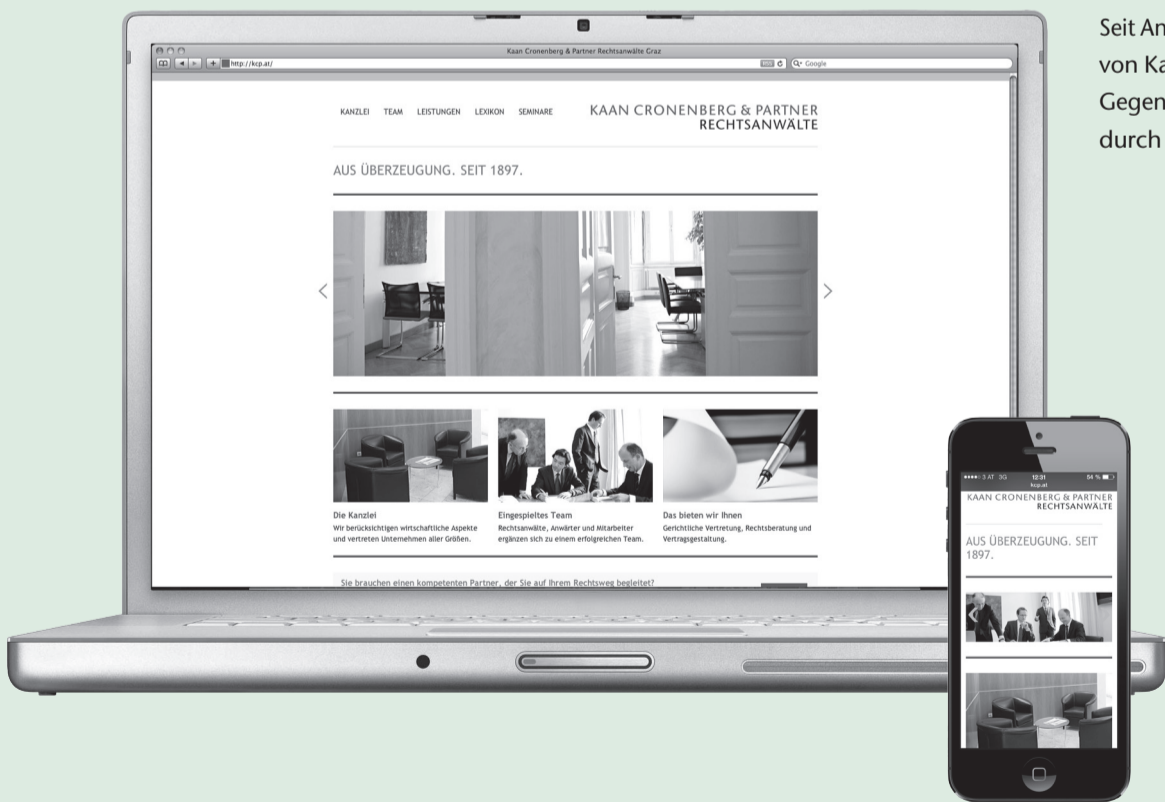 Seit An
von Ka
Gegen
durch
Kaan Cronenberg & Partner Rechtsanwälte Graz
http://kcp.at/
Google
KANZLEI TEAM LEISTUNGEN LEXIKON SEMINARE
KAAN CRONENBERG & PARTNER
RECHTSANWÄLTE
AUS ÜBERZEUGUNG. SEIT 1897.
Die Kanzlei
Wir berücksichtigen wirtschaftliche Aspekte
und vertreten Unternehmen aller Größen.
Eingespieltes Team
Rechtsanwälte, Anwärter und Mitarbeiter
ergänzen sich zu einem erfolgreichen Team.
Das bieten wir Ihnen
Gerichtliche Vertretung, Rechtsberatung und
Vertragsgestaltung.
Sie brauchen einen kompetenten Partner, der Sie auf Ihrem Rechtsweg begleitet?
3 AT 3G 12:31 84 %
kcp.at
KAAN CRONENBERG & PARTNER
RECHTSANWÄLTE
AUS ÜBERZEUGUNG. SEIT
1897.